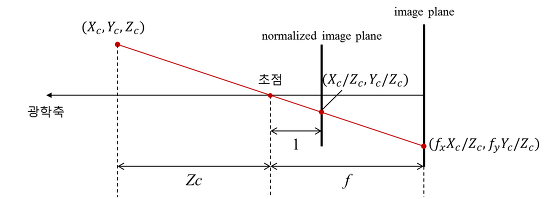 image plane
(X_c, Y_c, Z_c)
normalized image plane
초점
(X_c/Z_c, Y_c/Z_c)
광학축
1
(f_xX_c/Z_c, f_yY_c/Z_c)
Zc
f